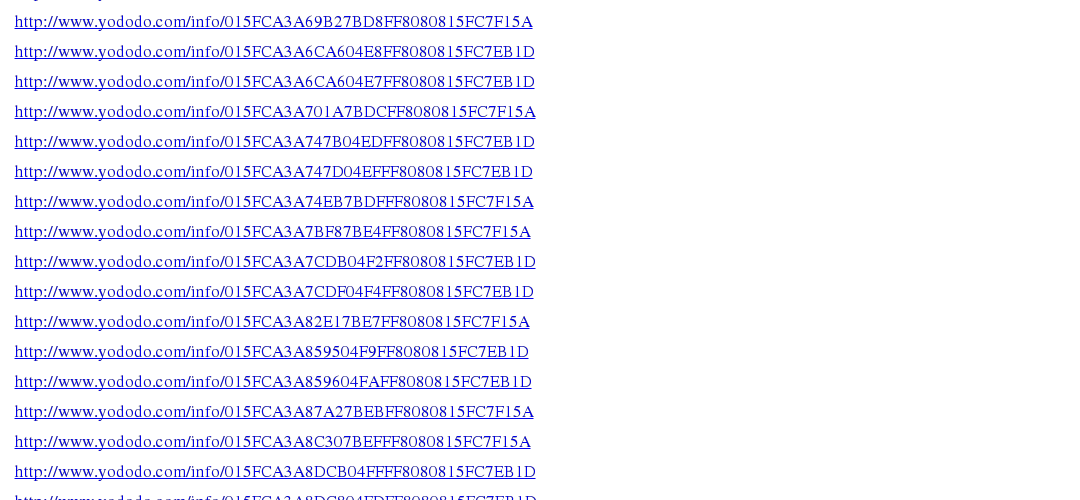 http://www.yododo.com/info/015FCA3A69B27BD8FF8080815FC7F15A
http://www.yododo.com/info/015FCA3A6CA604E8FF8080815FC7EB1D
http://www.yododo.com/info/015FCA3A6CA604E7FF8080815FC7EB1D
http://www.yododo.com/info/015FCA3A701A7BDCFF8080815FC7F15A
http://www.yododo.com/info/015FCA3A747B04EDFF8080815FC7EB1D
http://www.yododo.com/info/015FCA3A747D04EFFF8080815FC7EB1D
http://www.yododo.com/info/015FCA3A74EB7BDFFF8080815FC7F15A
http://www.yododo.com/info/015FCA3A7BF87BE4FF8080815FC7F15A
http://www.yododo.com/info/015FCA3A7CDB04F2FF8080815FC7EB1D
http://www.yododo.com/info/015FCA3A7CDF04F4FF8080815FC7EB1D
http://www.yododo.com/info/015FCA3A82E17BE7FF8080815FC7F15A
http://www.yododo.com/info/015FCA3A859504F9FF8080815FC7EB1D
http://www.yododo.com/info/015FCA3A859604FAFF8080815FC7EB1D
http://www.yododo.com/info/015FCA3A87A27BEBFF8080815FC7F15A
http://www.yododo.com/info/015FCA3A8C307BEFFF8080815FC7F15A
http://www.yododo.com/info/015FCA3A8DCB04FFFF8080815FC7EB1D